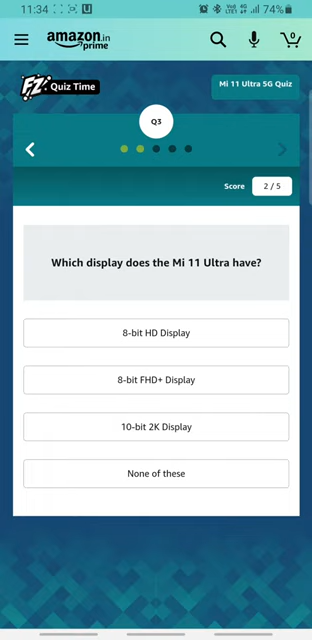 11:34 74%
amazon.in
prime
0
FZ Quiz Time
Mi 11 Ultra 5G Quiz
Q3
Score 2 / 5
Which display does the Mi 11 Ultra have?
8-bit HD Display
8-bit FHD+ Display
10-bit 2K Display
None of these